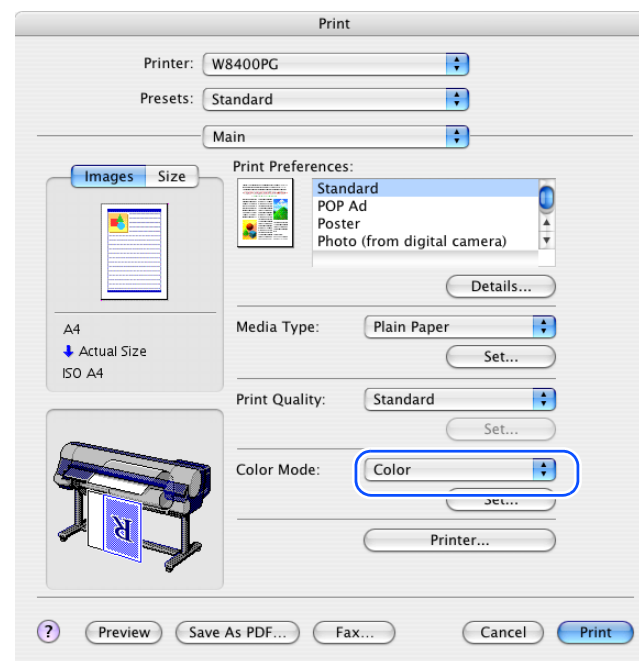 Print
Printer: W8400PG
Presets: Standard
Main
Images Size
Print Preferences:
Standard
POP Ad
Poster
Photo (from digital camera)
Details...
A4
Actual Size
ISO A4
Media Type: Plain Paper
Set...
Print Quality: Standard
Set...
Color Mode: Color
Set...
Printer...
R
? Preview Save As PDF... Fax... Cancel Print